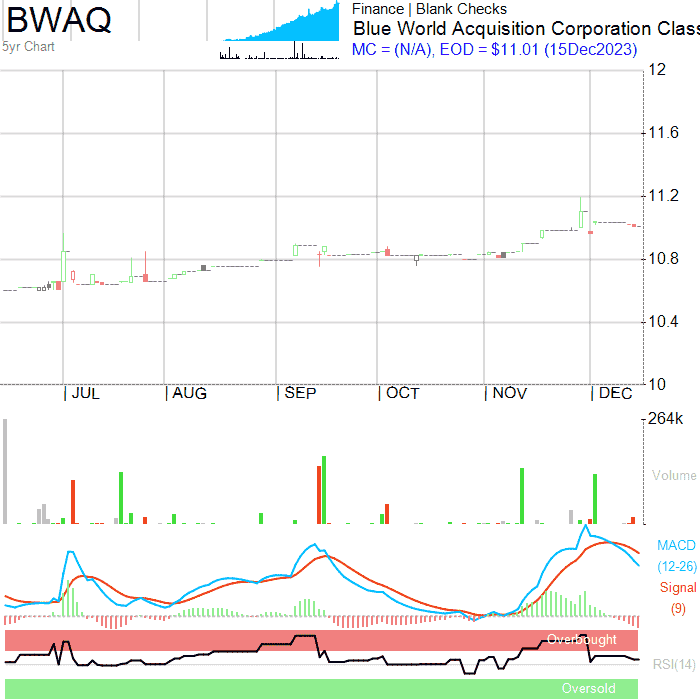 BWAQ
5yr Chart
Finance | Blank Checks
Blue World Acquisition Corporation Class
MC = (N/A), EOD = $11.01 (15Dec2023)
12
11.6
11.2
10.8
10.4
10
| JUL | AUG | SEP | OCT | NOV | DEC
264k
Volume
MACD
(12-26)
Signal
(9)
Overbought
RSI(14)
Oversold